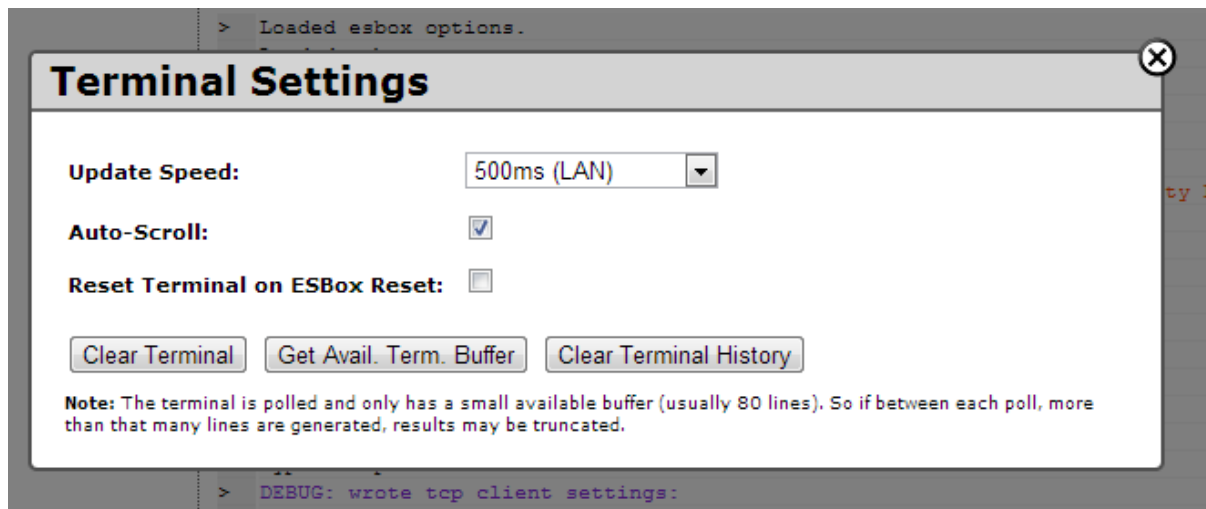 > Loaded esbox options.
Terminal Settings
Update Speed: 500ms (LAN)
Auto-Scroll:
ty
Reset Terminal on ESBox Reset:
Clear Terminal Get Avail. Term. Buffer Clear Terminal History
Note: The terminal is polled and only has a small available buffer (usually 80 lines). So if between each poll, more
than that many lines are generated, results may be truncated.
> DEBUG: wrote tcp client settings: